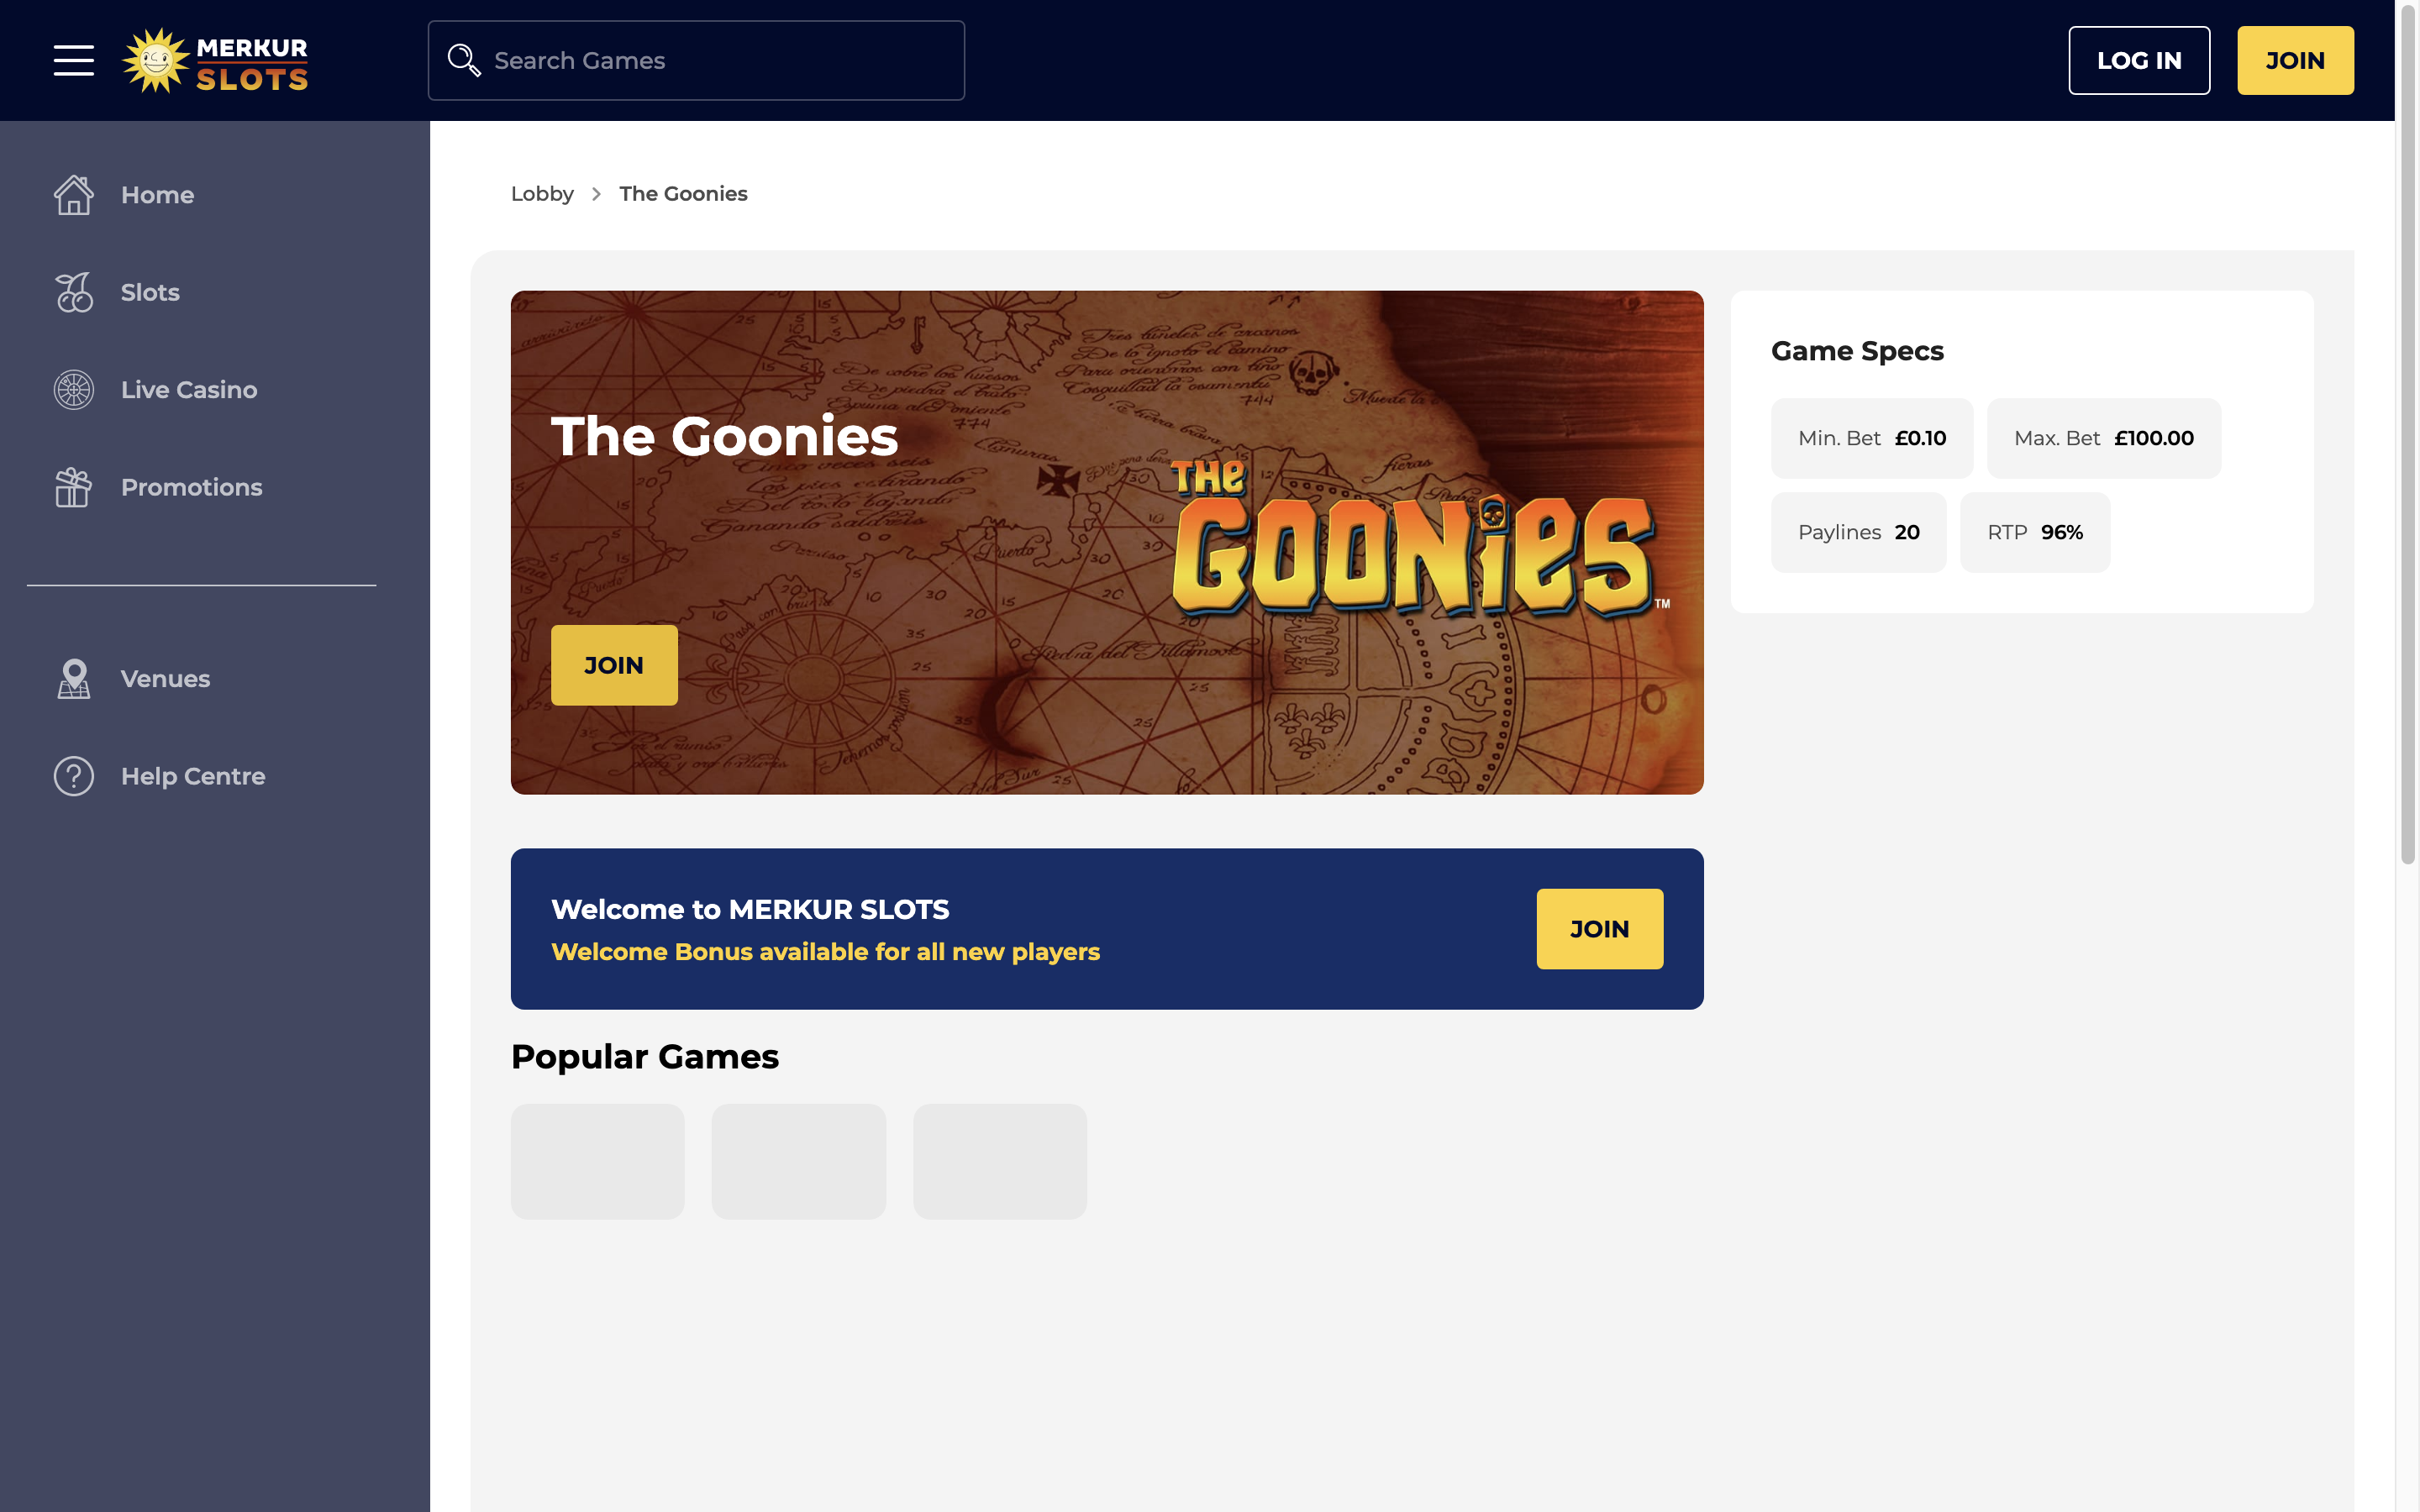 MERKUR
SLOTS
Search Games
LOG IN
JOIN
Home
Slots
Live Casino
Promotions
Venues
Help Centre
Lobby > The Goonies
The Goonies
THE
GOONIES
TM
JOIN
Game Specs
Min. Bet £0.10
Max. Bet £100.00
Paylines 20
RTP 96%
Welcome to MERKUR SLOTS
Welcome Bonus available for all new players
JOIN
Popular Games